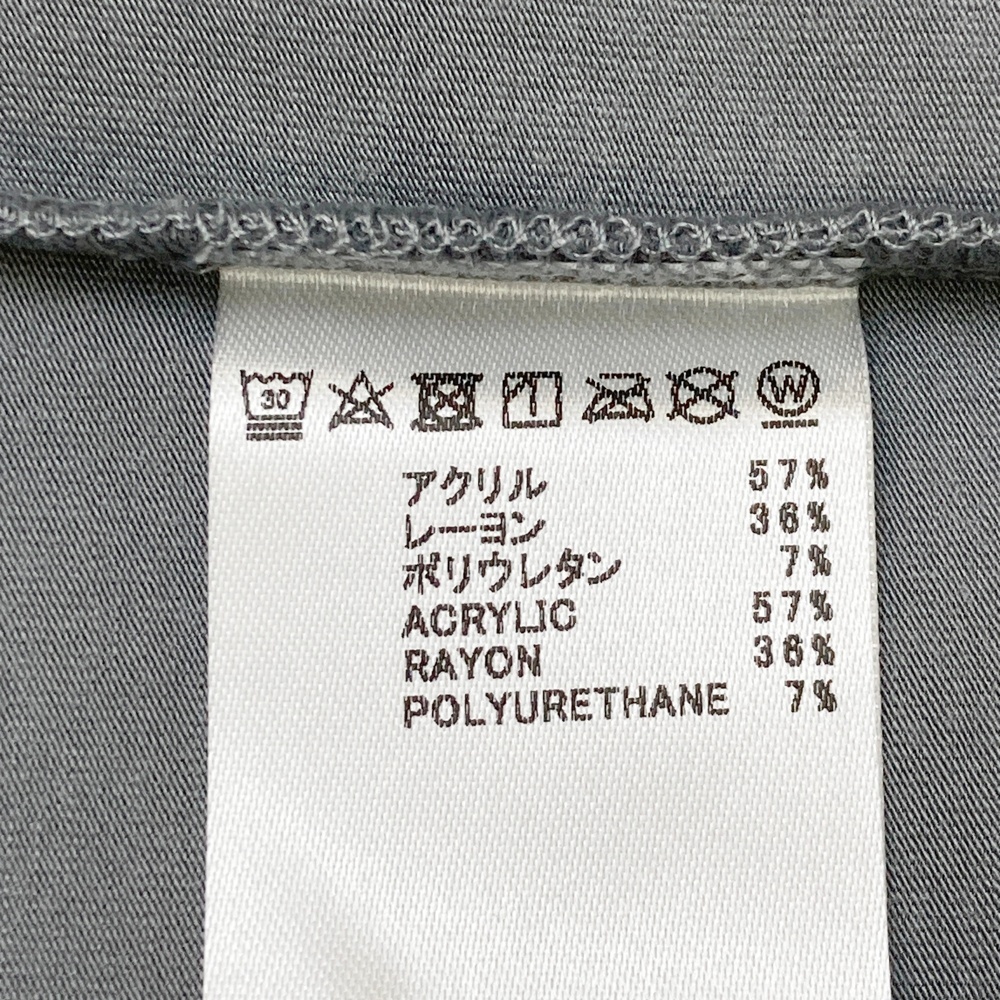 30 W
アクリル 57%
レーヨン 36%
ポリウレタン 7%
ACRYLIC 57%
RAYON 36%
POLYURETHANE 7%